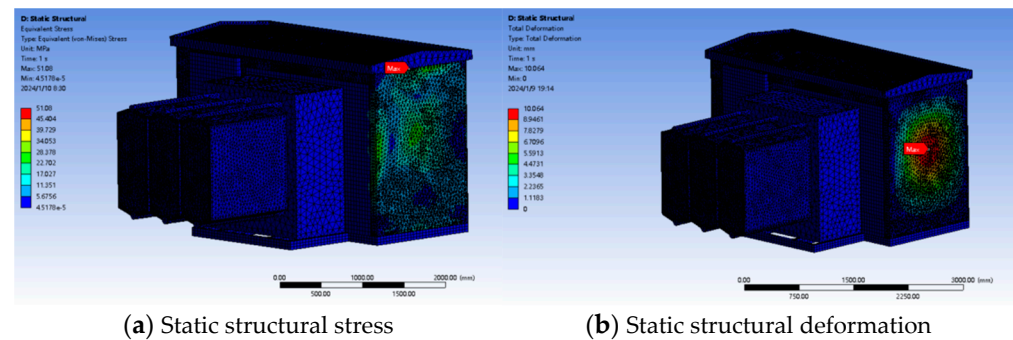 D: Static Structural
Equivalent Stress
Type: Equivalent (von-Mises) Stress
Unit: MPa
Time: 1 s
Max: 51.08
Min: 4.5178e-5
2024/1/10 8:30
51.08
45.404
39.729
34.053
28.378
22.702
17.027
11.351
5.6756
4.5178e-5
Max
0.00
1000.00
2000.00 (mm)
500.00
1500.00
D: Static Structural
Total Deformation
Type: Total Deformation
Unit: mm
Time: 1 s
Max: 10.064
Min: 0
2024/1/9 19:14
10.064
8.9461
7.8279
6.7096
5.5913
4.4731
3.3548
2.2365
1.1183
0
Max
0.00
1500.00
3000.00 (mm)
750.00
2250.00
(a) Static structural stress
(b) Static structural deformation